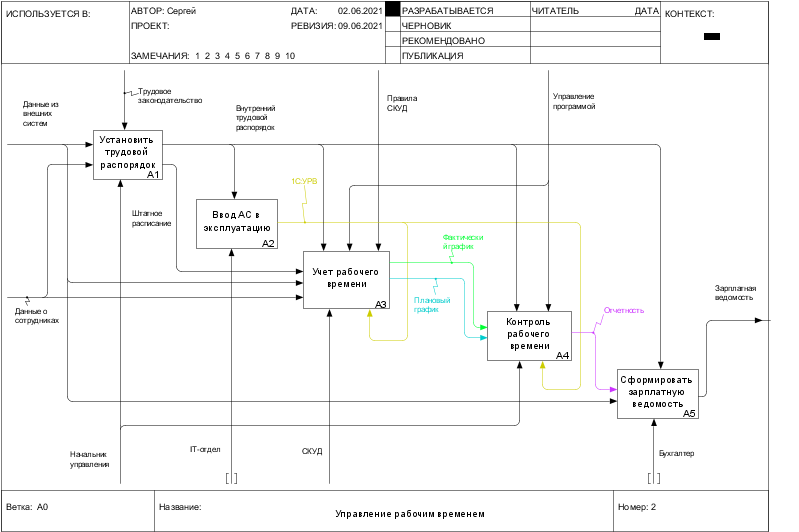 ИСПОЛЬЗУЕТСЯ В:
АВТОР: Сергей
ДАТА: 02.06.2021
РАЗРАБАТЫВАЕТСЯ
ЧИТАТЕЛЬ
ДАТА
КОНТЕКСТ:
ПРОЕКТ:
РЕВИЗИЯ: 09.06.2021
ЧЕРНОВИК
РЕКОМЕНДОВАНО
ЗАМЕЧАНИЯ: 1 2 3 4 5 6 7 8 9 10
ПУБЛИКАЦИЯ
Данные из
внешних
систем
Трудовое
законодательство
Внутренний
трудовой
распорядок
Правила
СКУД
Управление
программой
Установить
трудовой
распорядок
A1
1С:УРВ
Штатное
расписание
Ввод АС в
эксплуатацию
A2
Фактически
й график
Учет рабочего
времени
A3
Плановый
график
Данные о
сотрудниках
Зарплатная
ведомость
Отчетность
Контроль
рабочего
времени
A4
Сформировать
зарплатную
ведомость
A5
Начальник
управления
IT-отдел
СКУД
Бухгалтер
Ветка: A0
Название:
Управление рабочим временем
Номер: 2